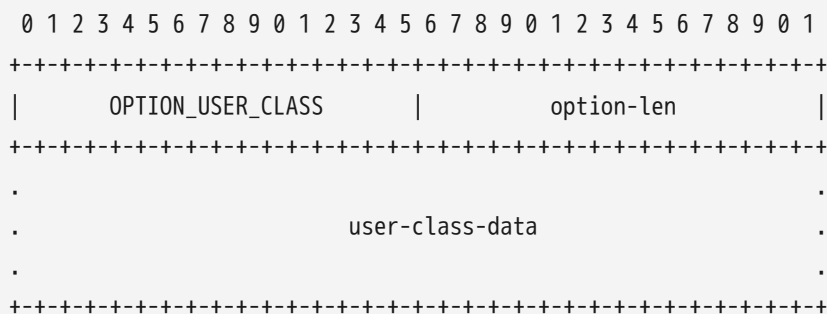 0 1 2 3 4 5 6 7 8 9 0 1 2 3 4 5 6 7 8 9 0 1 2 3 4 5 6 7 8 9 0 1
+-+-+-+-+-+-+-+-+-+-+-+-+-+-+-+-+-+-+-+-+-+-+-+-+-+-+-+-+-+-+-+-+
|       OPTION_USER_CLASS       |          option-len           |
+-+-+-+-+-+-+-+-+-+-+-+-+-+-+-+-+-+-+-+-+-+-+-+-+-+-+-+-+-+-+-+-+
.                                                               .
.                          user-class-data                      .
.                                                               .
+-+-+-+-+-+-+-+-+-+-+-+-+-+-+-+-+-+-+-+-+-+-+-+-+-+-+-+-+-+-+-+-+